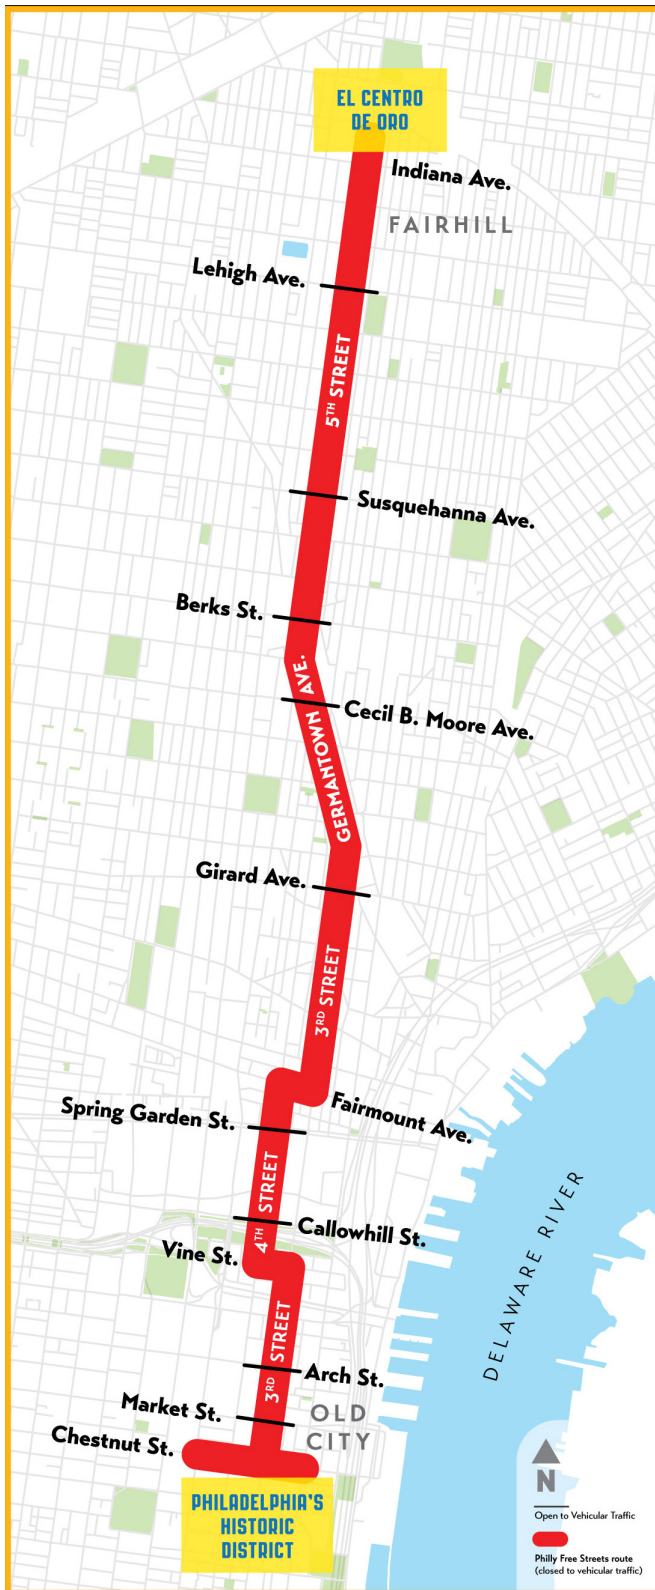 EL CENTRO
DE ORO
Indiana Ave.
FAIRHILL
Lehigh Ave.
5TH STREET
Susquehanna Ave.
Berks St.
GERMANTOWN AVE.
Cecil B. Moore Ave.
Girard Ave.
3RD STREET
Fairmount Ave.
Spring Garden St.
4TH STREET
Callowhill St.
Vine St.
DELAWARE RIVER
3RD STREET
Arch St.
Market St.
OLD
CITY
Chestnut St.
PHILADELPHIA'S
HISTORIC
DISTRICT
N
Open to Vehicular Traffic
Philly Free Streets route
(closed to vehicular traffic)